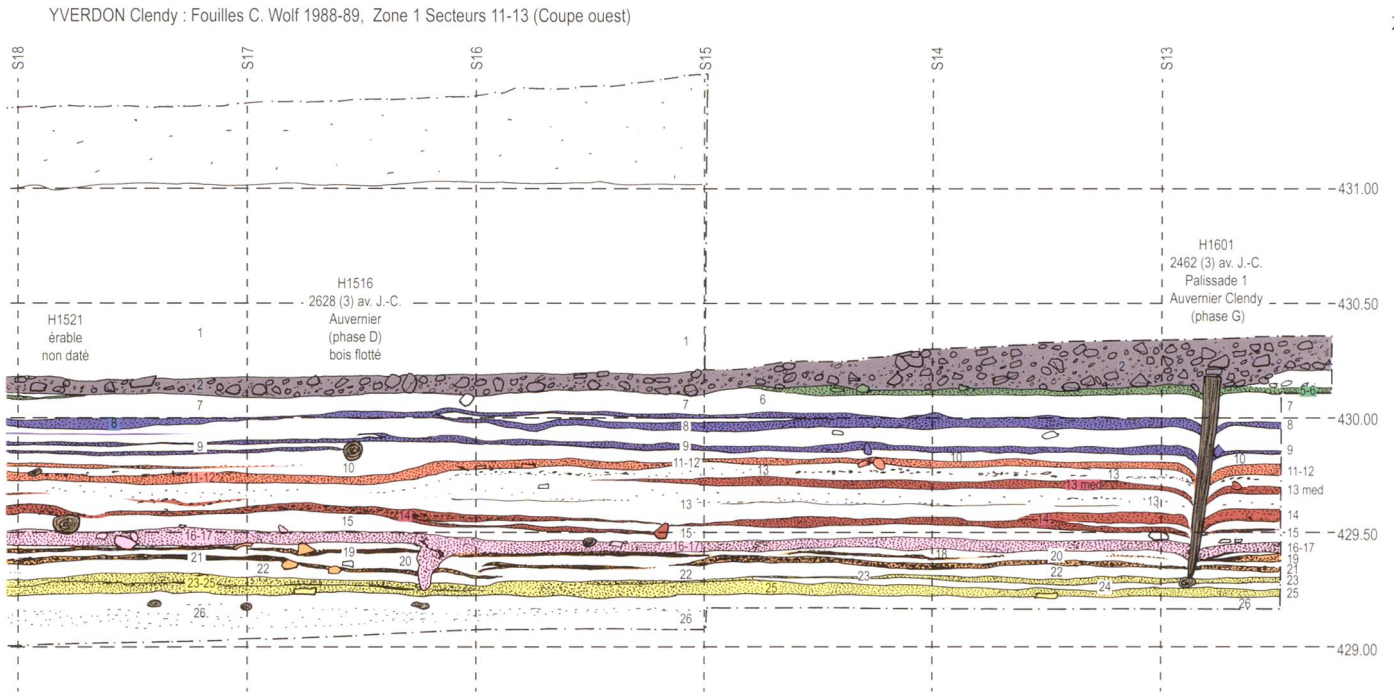 YVERDON Clendy : Fouilles C. Wolf 1988-89, Zone 1 Secteurs 11-13 (Coupe ouest)
S18
S17
S16
S15
S14
S13
431.00
H1601
2462 (3) av. J.-C.
Palissade 1
Auvernier Clendy
(phase G)
H1516
2628 (3) av. J.-C.
Auvernier
(phase D)
bois flotté
430.50
H1521
érable
non daté
1
1
2
2
5-6
7
7
6
7
430.00
8
8
8
9
9
9
10
10
10
11-12
11-12
11-12
13
13
13 med
13 med
13
13
14
14
14
15
15
15
429.50
16-17
16-17
19
20
18
20
19
21
21
22
22
22
23
23
23-25
25
24
25
26
26
26
429.00